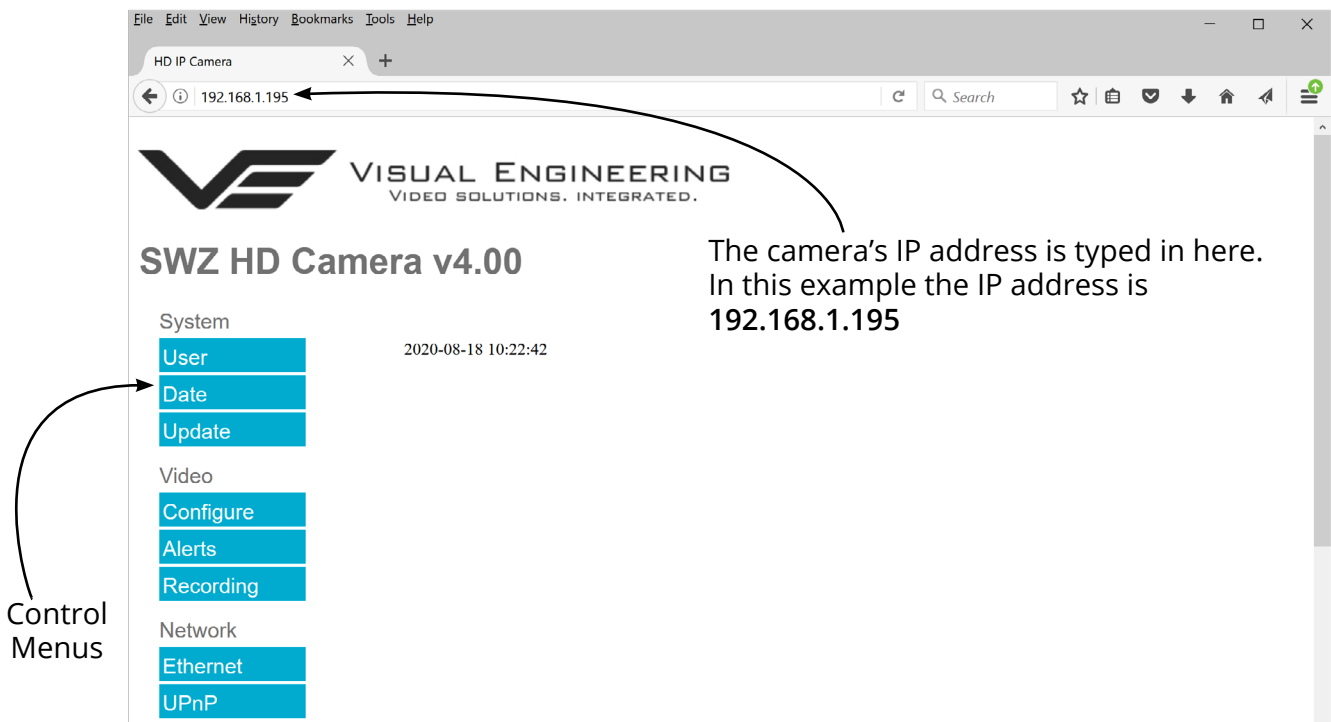 File Edit View History Bookmarks Tools Help
HD IP Camera
192.168.1.195
Search
VISUAL ENGINEERING
VIDEO SOLUTIONS. INTEGRATED.
SWZ HD Camera v4.00
The camera’s IP address is typed in here.
In this example the IP address is
192.168.1.195
System
User
2020-08-18 10:22:42
Date
Update
Video
Configure
Alerts
Recording
Control
Menus
Network
Ethernet
UPnP